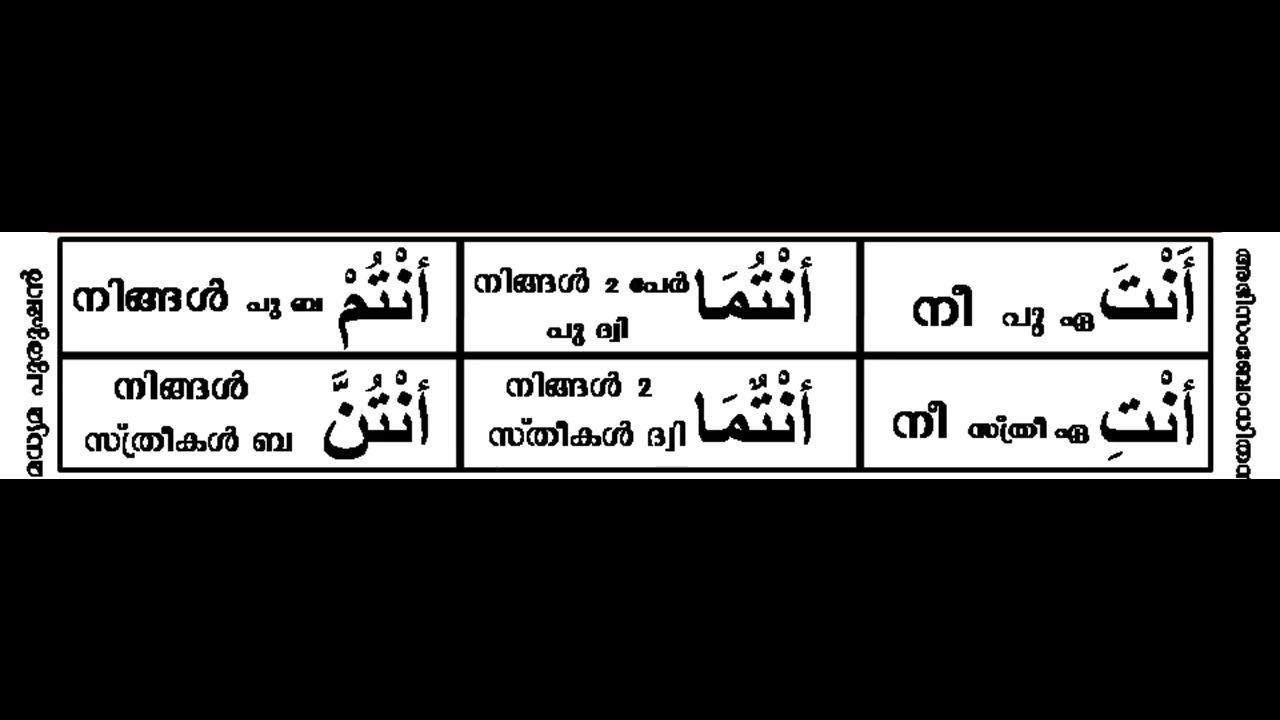 മധ്യമ പുരുഷൻ
നിങ്ങൾ പു ബ أَنْتُمْ
നിങ്ങൾ 2 പേർ أَنْتُمَا
പു ദ്വി
നീ പു ഏ أَنْتَ
നിങ്ങൾ أَنْتُنَّ
സ്ത്രീകൾ ബ
നിങ്ങൾ 2 أَنْتُمَا
സ്തീകൾ ദ്വി
നീ സ്ത്രീ ഏ أَنْتِ